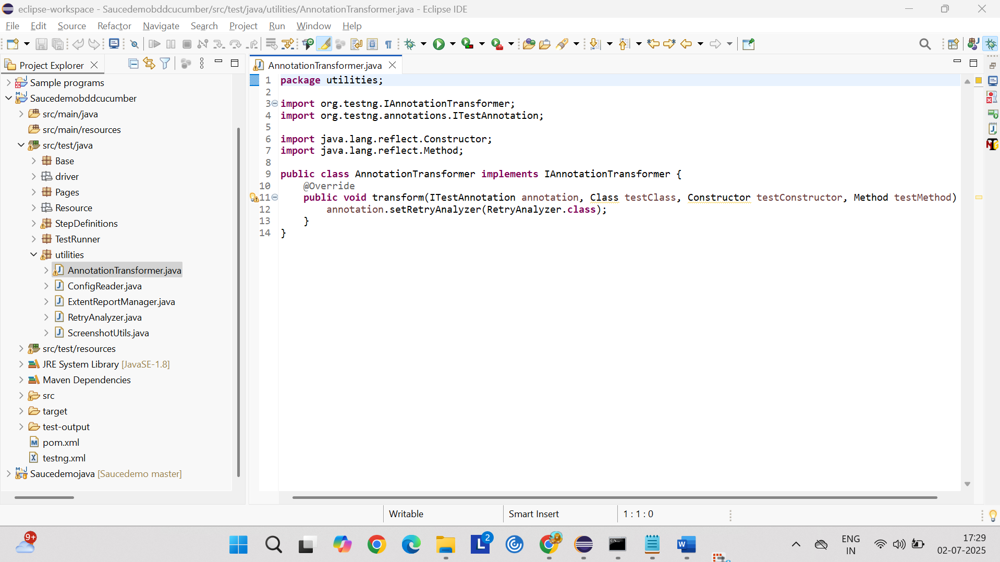 eclipse-workspace - Saucedemobddcucumber/src/test/java/utilities/AnnotationTransformer.java - Eclipse IDE
File Edit Source Refactor Navigate Search Project Run Window Help
Project Explorer
Sample programs
Saucedemobddcucumber
src/main/java
src/main/resources
src/test/java
Base
driver
Pages
Resource
StepDefinitions
TestRunner
utilities
AnnotationTransformer.java
ConfigReader.java
ExtentReportManager.java
RetryAnalyzer.java
ScreenshotUtils.java
src/test/resources
JRE System Library [JavaSE-1.8]
Maven Dependencies
src
target
test-output
pom.xml
testng.xml
Saucedemojava [Saucedemo master]
AnnotationTransformer.java
1 package utilities;
2
3 import org.testng.IAnnotationTransformer;
4 import org.testng.annotations.ITestAnnotation;
5
6 import java.lang.reflect.Constructor;
7 import java.lang.reflect.Method;
8
9 public class AnnotationTransformer implements IAnnotationTransformer {
10 @Override
11 public void transform(ITestAnnotation annotation, Class testClass, Constructor testConstructor, Method testMethod)
12 annotation.setRetryAnalyzer(RetryAnalyzer.class);
13 }
14 }
Writable Smart Insert 1 : 1 : 0
9+
2
ENG
IN
17:29
02-07-2025